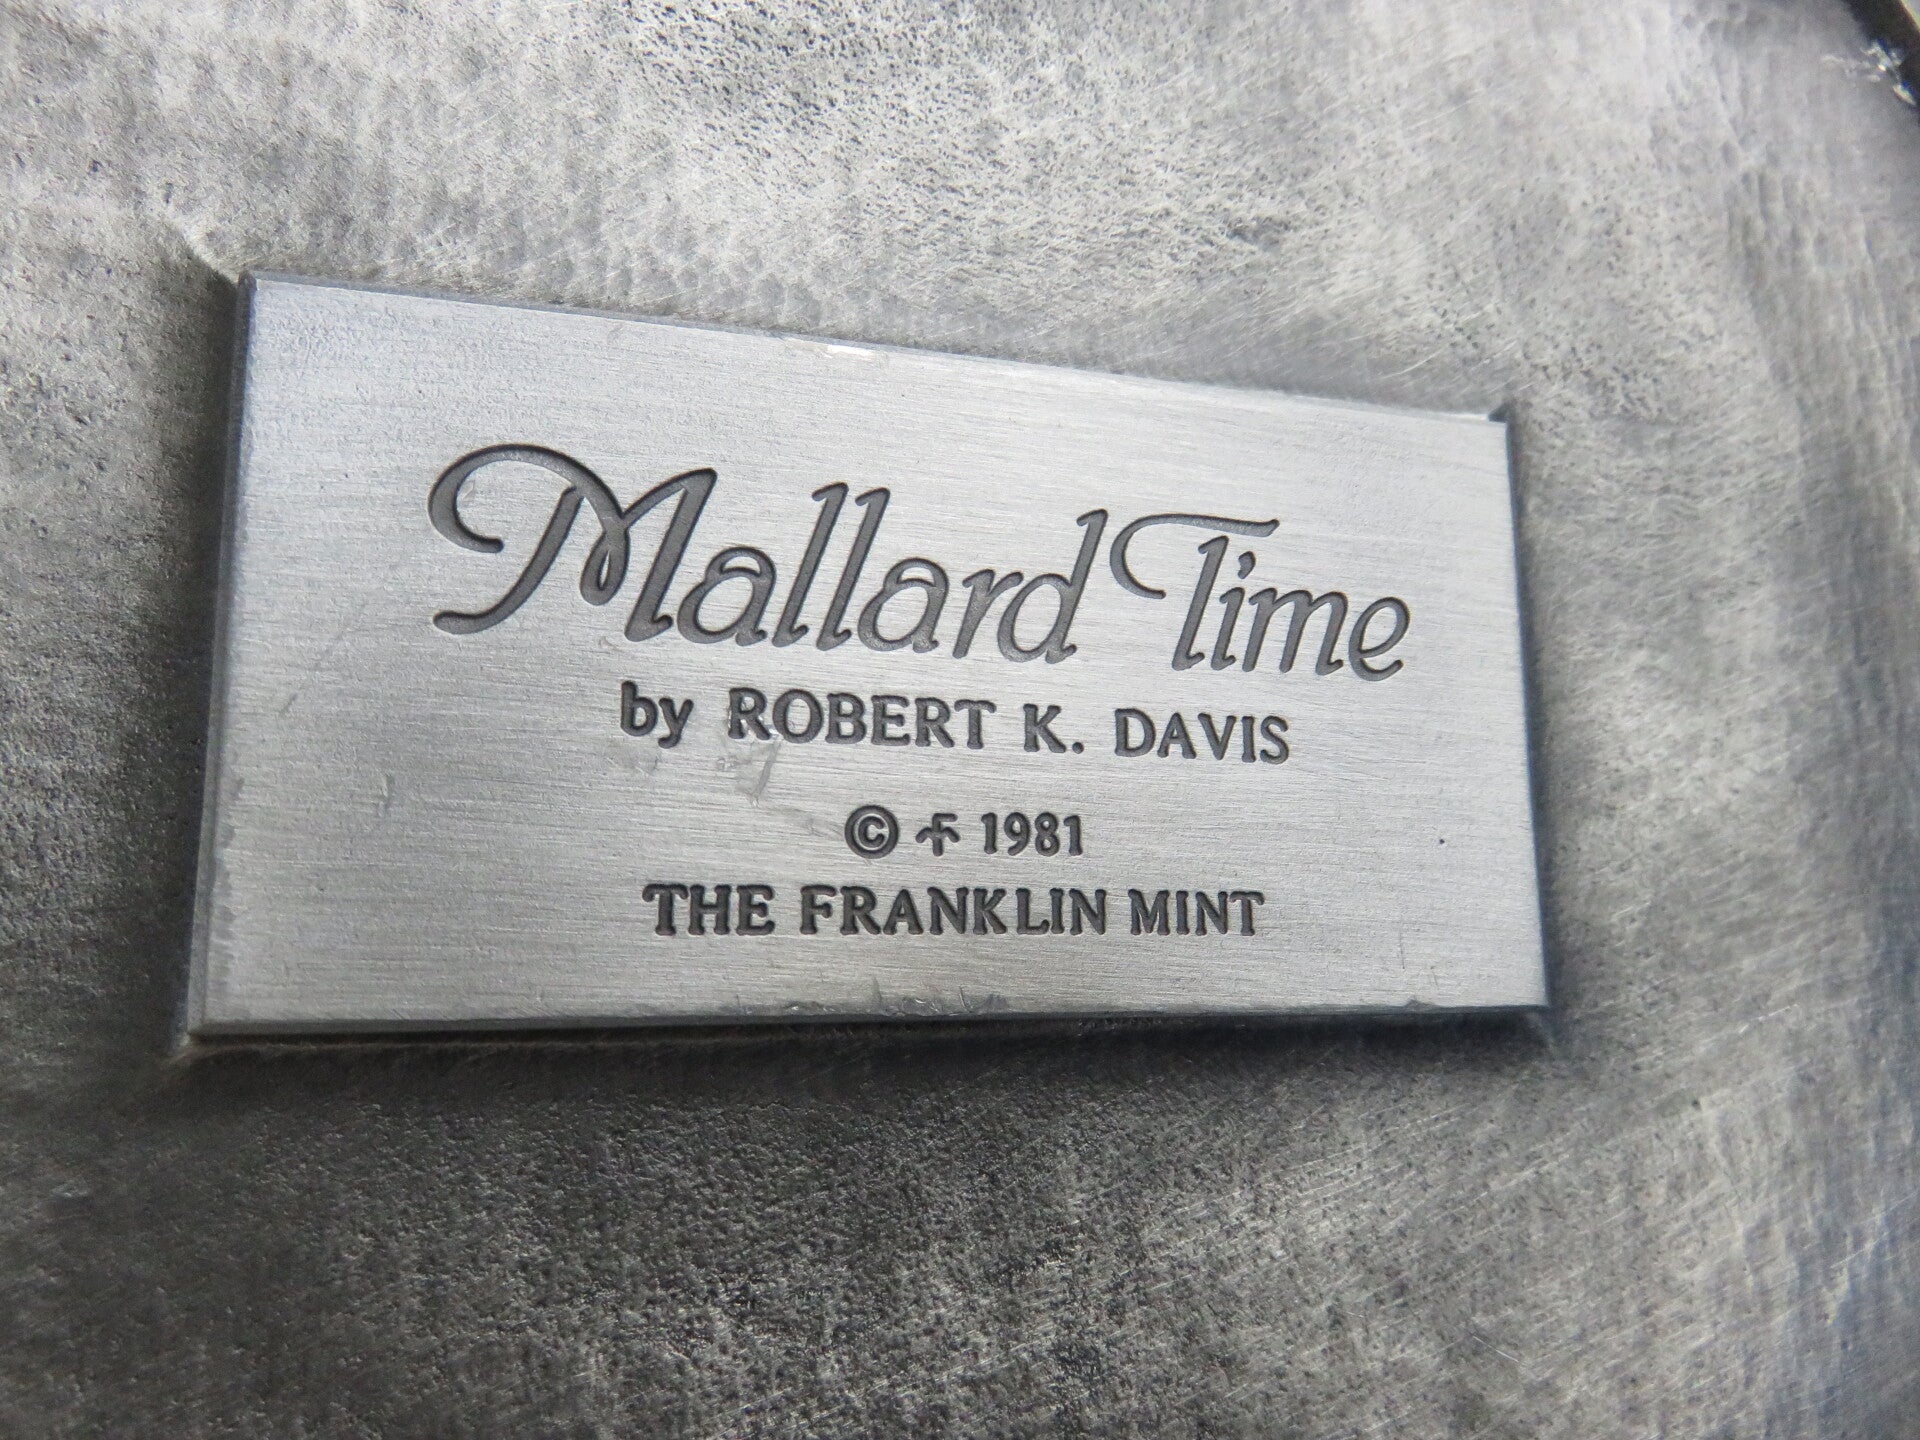 Mallard Time
by ROBERT K. DAVIS
© 1981
THE FRANKLIN MINT